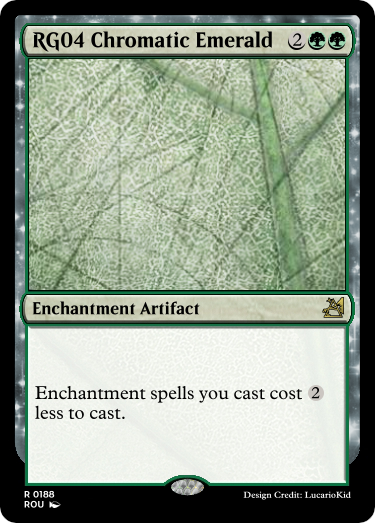 RG04 Chromatic Emerald 2
Enchantment Artifact
Enchantment spells you cast cost 2
less to cast.
R 0188
ROU
Design Credit: LucarioKid